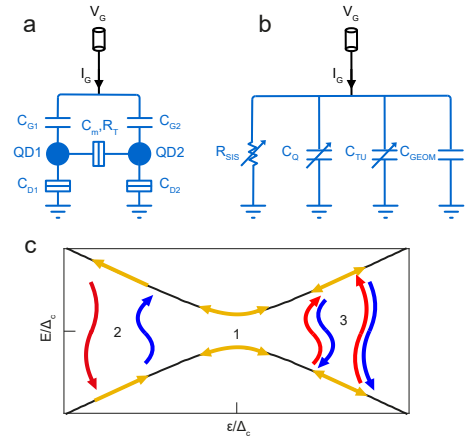 a
V_G
I_G
C_G1
C_m,R_T
C_G2
QD1
QD2
C_D1
C_D2
b
V_G
I_G
R_SIS
C_Q
C_TU
C_GEOM
c
E/Δ_c
2
1
3
ε/Δ_c